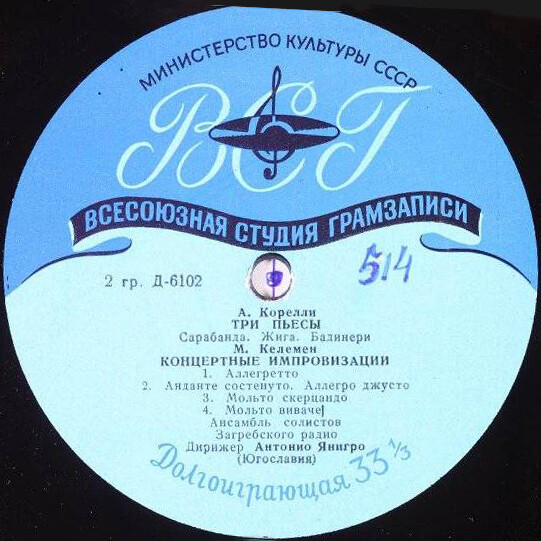 МИНИСТЕРСТВО КУЛЬТУРЫ СССР
ВСГ
ВСЕСОЮЗНАЯ СТУДИЯ ГРАМЗАПИСИ
2 гр. Д-6102
514
А. Корелли
ТРИ ПЬЕСЫ
Сарабанда. Жига. Бадинери
М. Келемен
КОНЦЕРТНЫЕ ИМПРОВИЗАЦИИ
1. Аллегретто
2. Анданте состенуто. Аллегро джусто
3. Мольто скерцандо
4. Мольто виваче
Ансамбль солистов
Загребского радио
Дирижер Антонио Янигро
(Югославия)
Долгоиграющая 33⅓